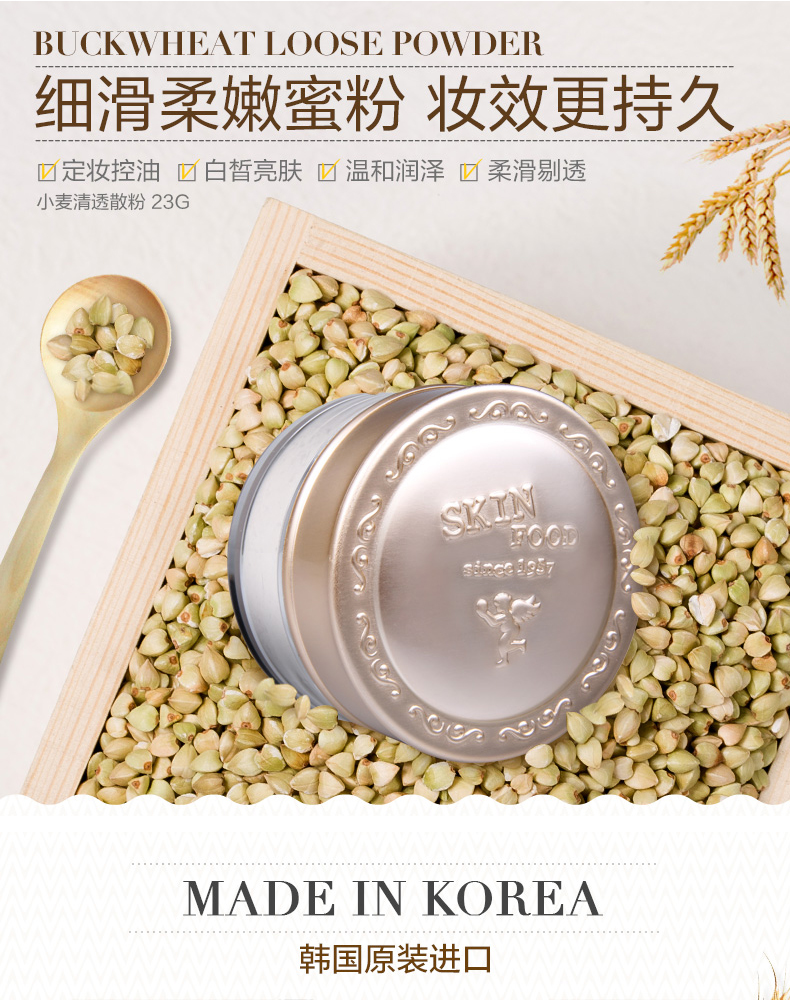 BUCKWHEAT LOOSE POWDER
细滑柔嫩蜜粉 妆效更持久
定妆控油 白皙亮肤 温和润泽 柔滑剔透
小麦清透散粉 23G
SKIN
FOOD
since 1957
MADE IN KOREA
韩国原装进口